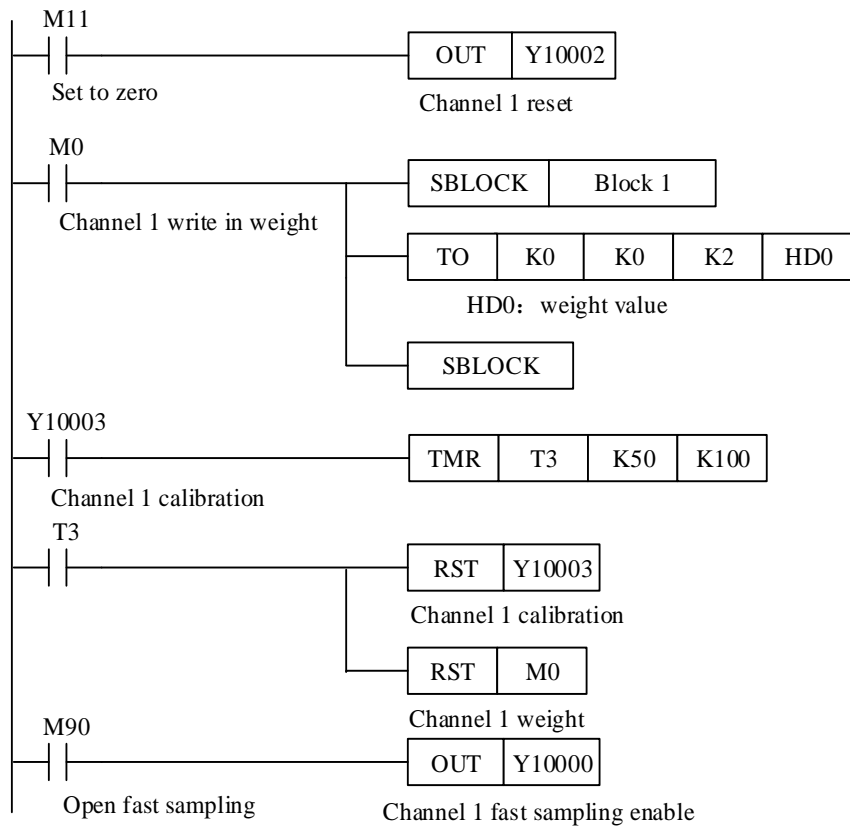 M11
OUT Y10002
Set to zero
Channel 1 reset
M0
SBLOCK Block 1
Channel 1 write in weight
TO K0 K0 K2 HD0
HD0：weight value
SBLOCK
Y10003
TMR T3 K50 K100
Channel 1 calibration
T3
RST Y10003
Channel 1 calibration
RST M0
Channel 1 weight
M90
OUT Y10000
Open fast sampling
Channel 1 fast sampling enable